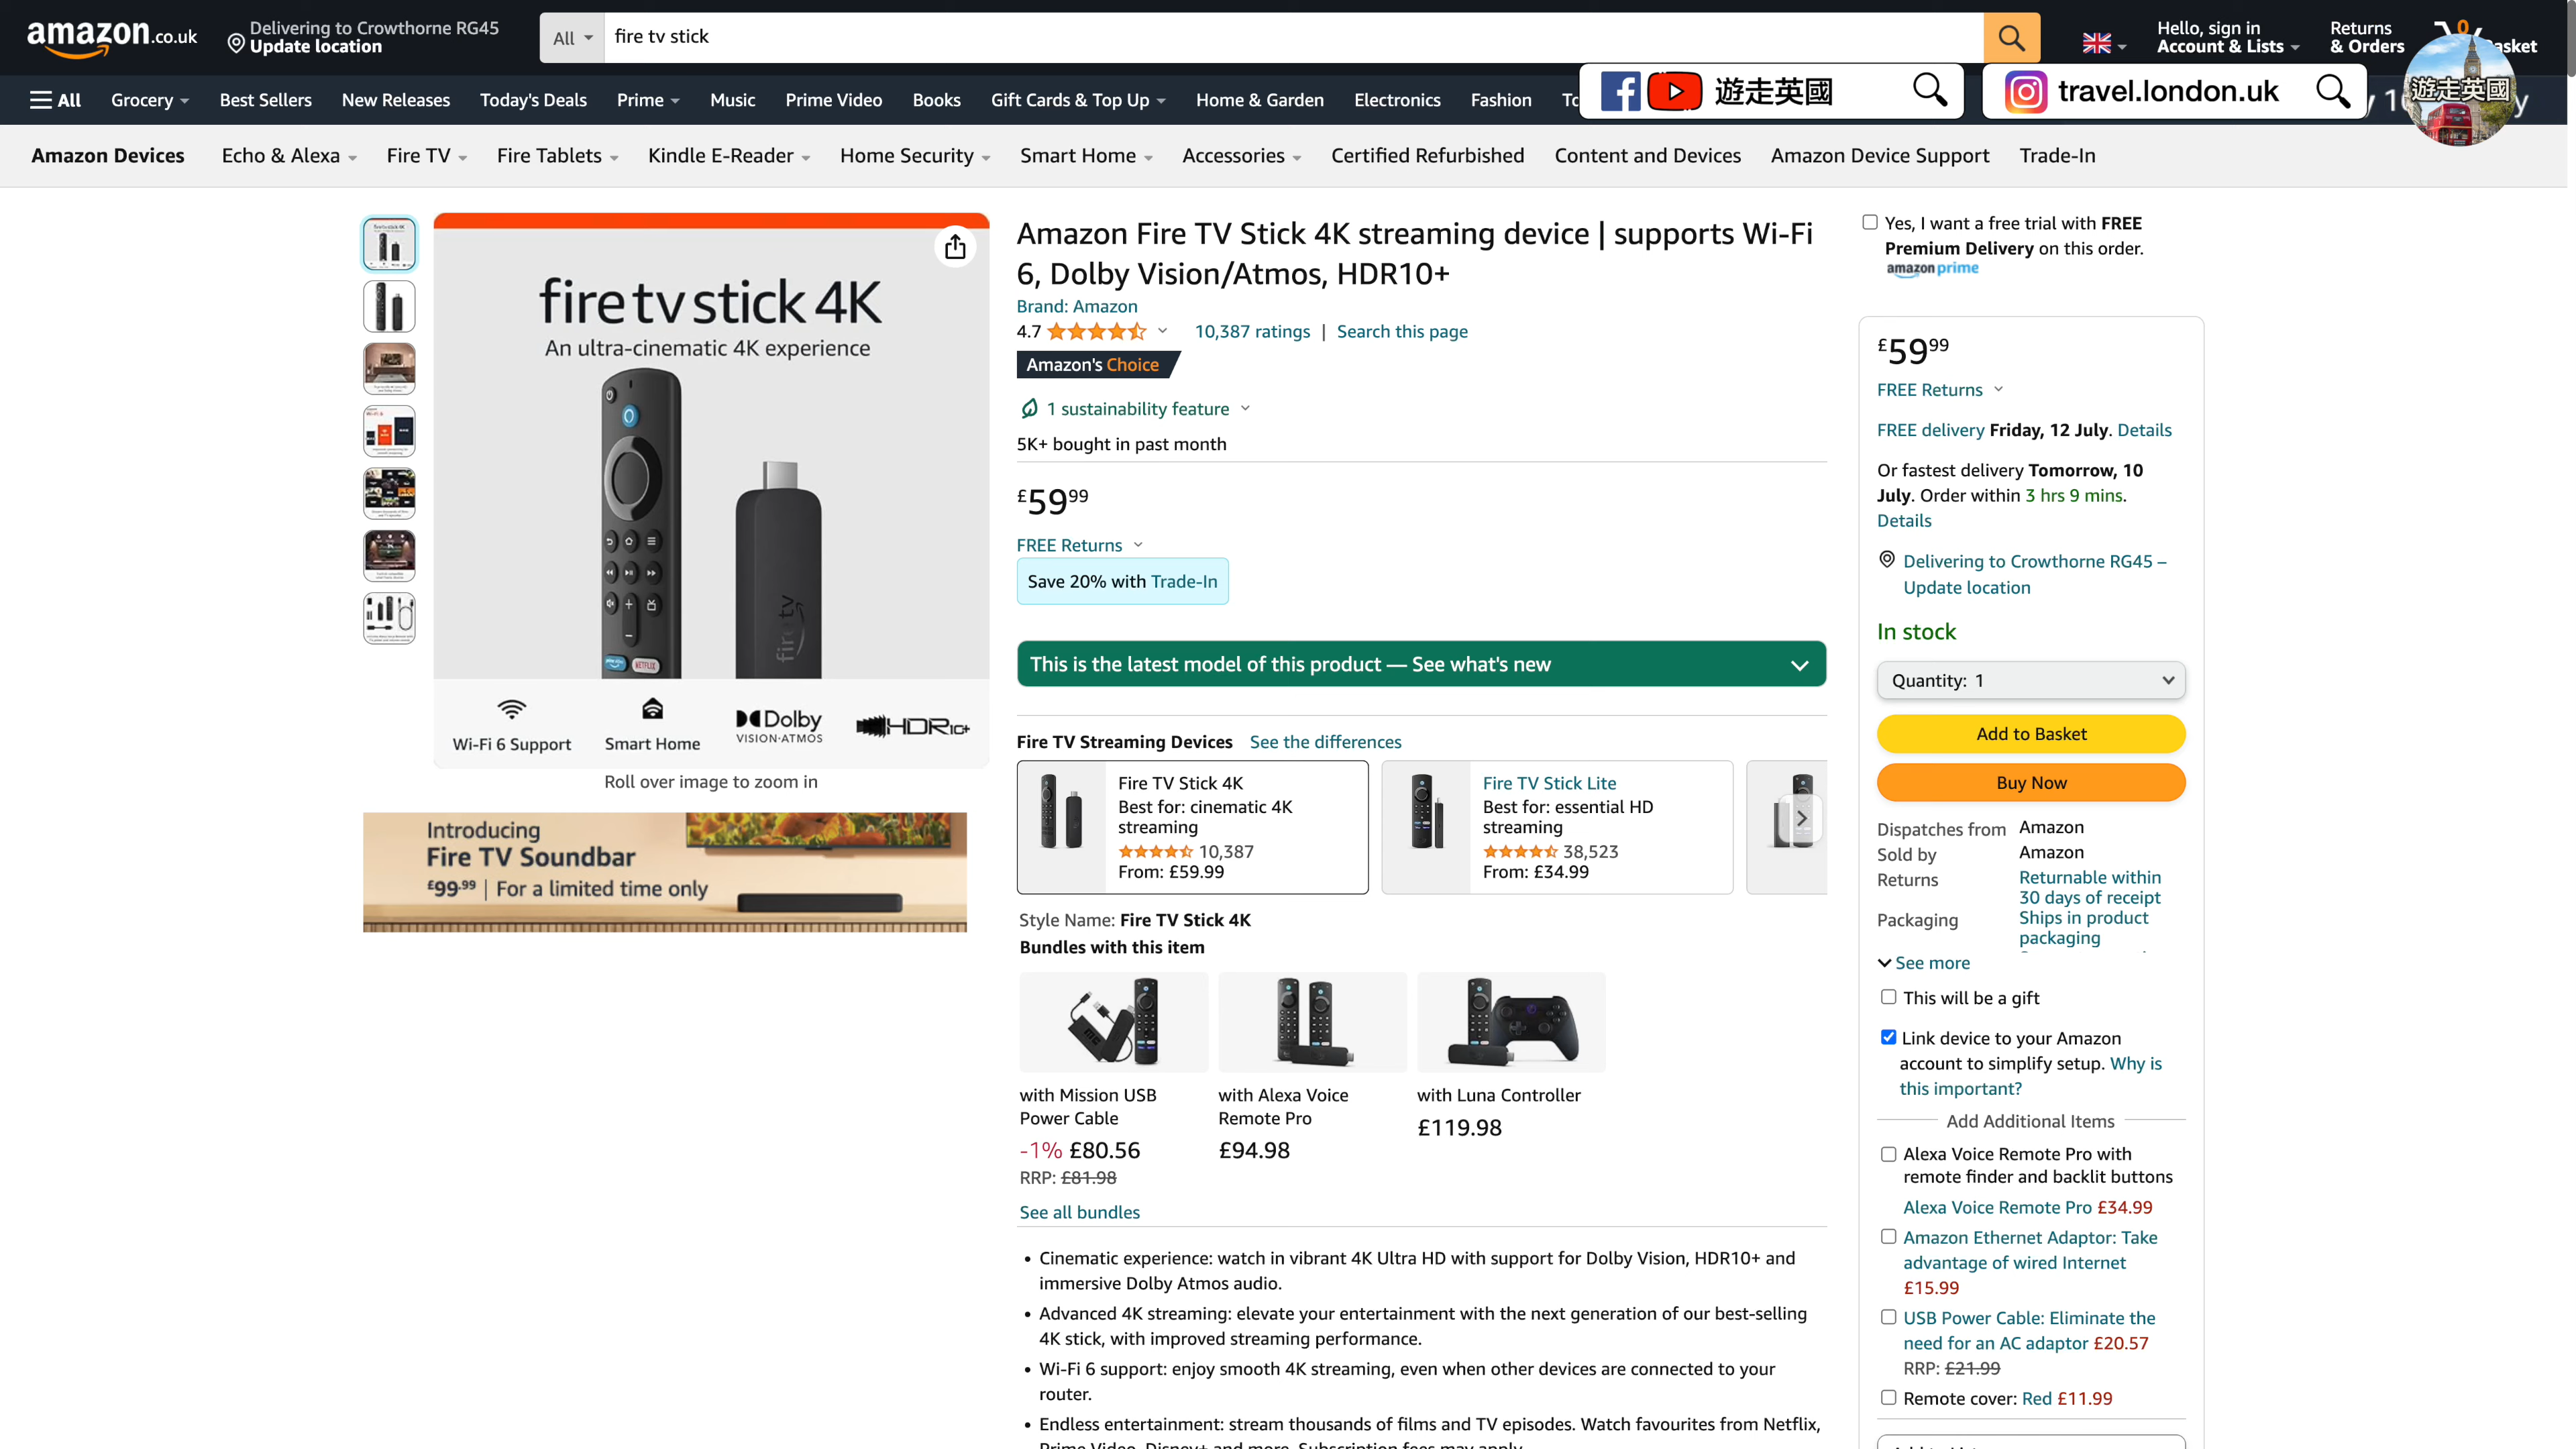 amazon.co.uk
Delivering to Crowthorne RG45
Update location
All
fire tv stick
Hello, sign in
Account & Lists
Returns
& Orders
0
asket
All
Grocery
Best Sellers
New Releases
Today's Deals
Prime
Music
Prime Video
Books
Gift Cards & Top Up
Home & Garden
Electronics
Fashion
遊走英國
travel.london.uk
遊走英國
Amazon Devices
Echo & Alexa
Fire TV
Fire Tablets
Kindle E-Reader
Home Security
Smart Home
Accessories
Certified Refurbished
Content and Devices
Amazon Device Support
Trade-In
fire tv stick 4K
An ultra-cinematic 4K experience
fire tv
NETFLIX
Wi-Fi 6 Support
Smart Home
Dolby
VISION·ATMOS
HDR10+
Roll over image to zoom in
Introducing
Fire TV Soundbar
£99.99 | For a limited time only
Amazon Fire TV Stick 4K streaming device | supports Wi-Fi
6, Dolby Vision/Atmos, HDR10+
Brand: Amazon
4.7
10,387 ratings | Search this page
Amazon's Choice
1 sustainability feature
5K+ bought in past month
£59.99
FREE Returns
Save 20% with Trade-In
This is the latest model of this product — See what's new
Fire TV Streaming Devices See the differences
Fire TV Stick 4K
Best for: cinematic 4K
streaming
10,387
From: £59.99
Fire TV Stick Lite
Best for: essential HD
streaming
38,523
From: £34.99
Style Name: Fire TV Stick 4K
Bundles with this item
with Mission USB
Power Cable
-1% £80.56
RRP: £81.98
with Alexa Voice
Remote Pro
£94.98
with Luna Controller
£119.98
See all bundles
• Cinematic experience: watch in vibrant 4K Ultra HD with support for Dolby Vision, HDR10+ and
immersive Dolby Atmos audio.
• Advanced 4K streaming: elevate your entertainment with the next generation of our best-selling
4K stick, with improved streaming performance.
• Wi-Fi 6 support: enjoy smooth 4K streaming, even when other devices are connected to your
router.
• Endless entertainment: stream thousands of films and TV episodes. Watch favourites from Netflix,
Prime Video, Disney+ and more. Subscription fees may apply.
Yes, I want a free trial with FREE
Premium Delivery on this order.
amazon prime
£59.99
FREE Returns
FREE delivery Friday, 12 July. Details
Or fastest delivery Tomorrow, 10
July. Order within 3 hrs 9 mins.
Details
Delivering to Crowthorne RG45 –
Update location
In stock
Quantity: 1
Add to Basket
Buy Now
Dispatches from Amazon
Sold by Amazon
Returns Returnable within
30 days of receipt
Packaging Ships in product
packaging
See more
This will be a gift
Link device to your Amazon
account to simplify setup. Why is
this important?
Add Additional Items
Alexa Voice Remote Pro with
remote finder and backlit buttons
Alexa Voice Remote Pro £34.99
Amazon Ethernet Adaptor: Take
advantage of wired Internet
£15.99
USB Power Cable: Eliminate the
need for an AC adaptor £20.57
RRP: £21.99
Remote cover: Red £11.99